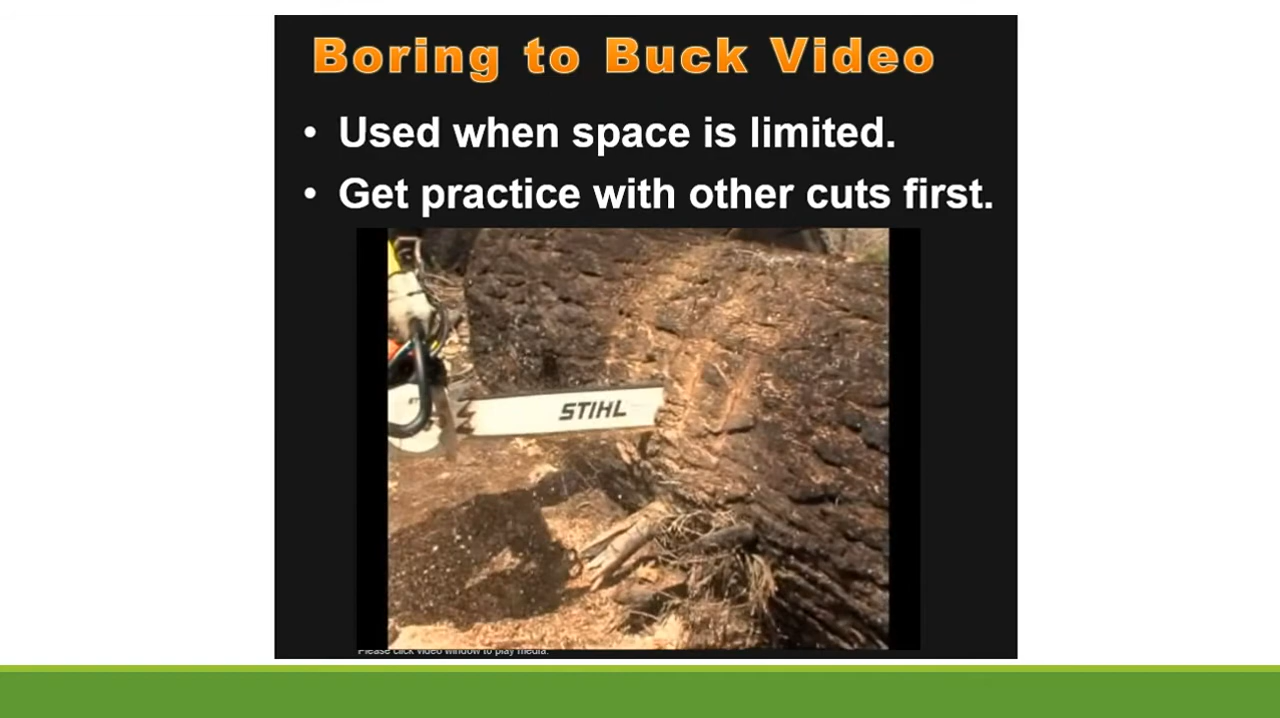 Boring to Buck Video
• Used when space is limited.
• Get practice with other cuts first.
STIHL
Please click video window to play media.